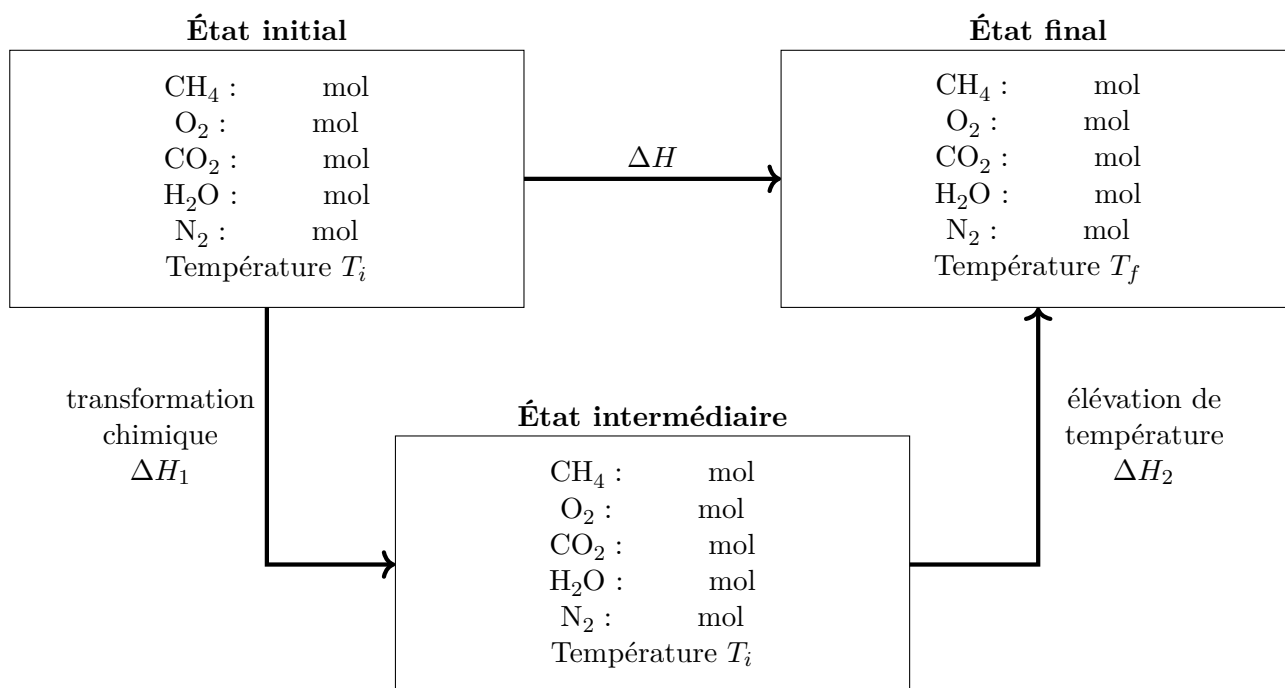 État initial
CH₄ : mol
O₂ : mol
CO₂ : mol
H₂O : mol
N₂ : mol
Température Tᵢ
ΔH
État final
CH₄ : mol
O₂ : mol
CO₂ : mol
H₂O : mol
N₂ : mol
Température T_f
transformation
chimique
ΔH₁
État intermédiaire
CH₄ : mol
O₂ : mol
CO₂ : mol
H₂O : mol
N₂ : mol
Température Tᵢ
élévation de
température
ΔH₂